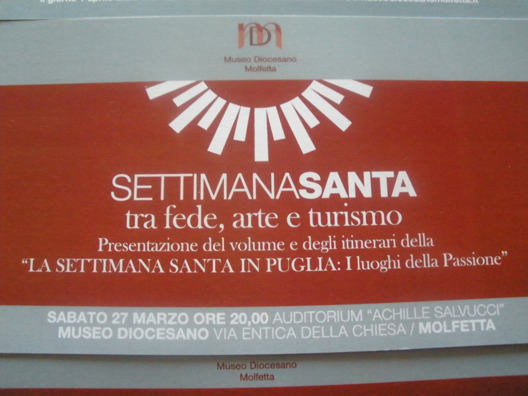 Museo Diocesano
Molfetta
SETTIMANASANTA
tra fede, arte e turismo
Presentazione del volume e degli itinerari della
“LA SETTIMANA SANTA IN PUGLIA: I luoghi della Passione”
SABATO 27 MARZO ORE 20,00 AUDITORIUM “ACHILLE SALVUCCI”
MUSEO DIOCESANO VIA ENTICA DELLA CHIESA / MOLFETTA
Museo Diocesano
Molfetta